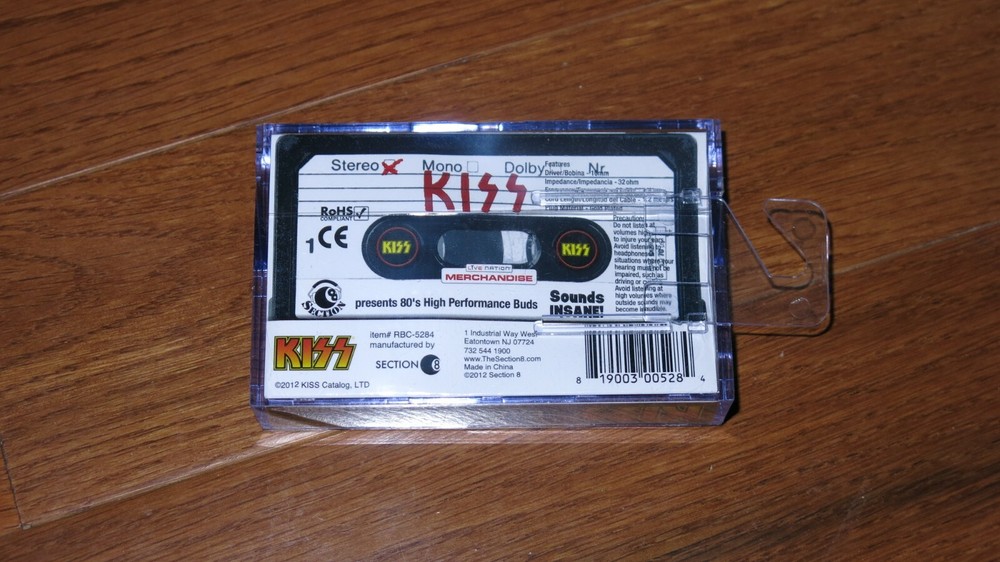 Stereo Mono Dolby Nr
KISS
Features
Driver/Bobina - 10mm
Impedance/Impedancia - 32 ohm
RoHS
COMPLIANT
1 CE
KISS
KISS
Precaution:
Do not listen at
volumes high
to injure your ears.
Avoid listening to
headphones in
situations where your
hearing must not be
impaired, such as
driving or
Avoid listening at
high volumes where
outside sounds may
become inaudible.
LIVE NATION
MERCHANDISE
8
SECTION
presents 80's High Performance Buds
Sounds
INSANE!
KISS
©2012 KISS Catalog, LTD
item# RBC-5284
manufactured by
SECTION 8
1 Industrial Way West
Eatontown NJ 07724
732 544 1900
www.TheSection8.com
Made in China
©2012 Section 8
8 19003 00528 4